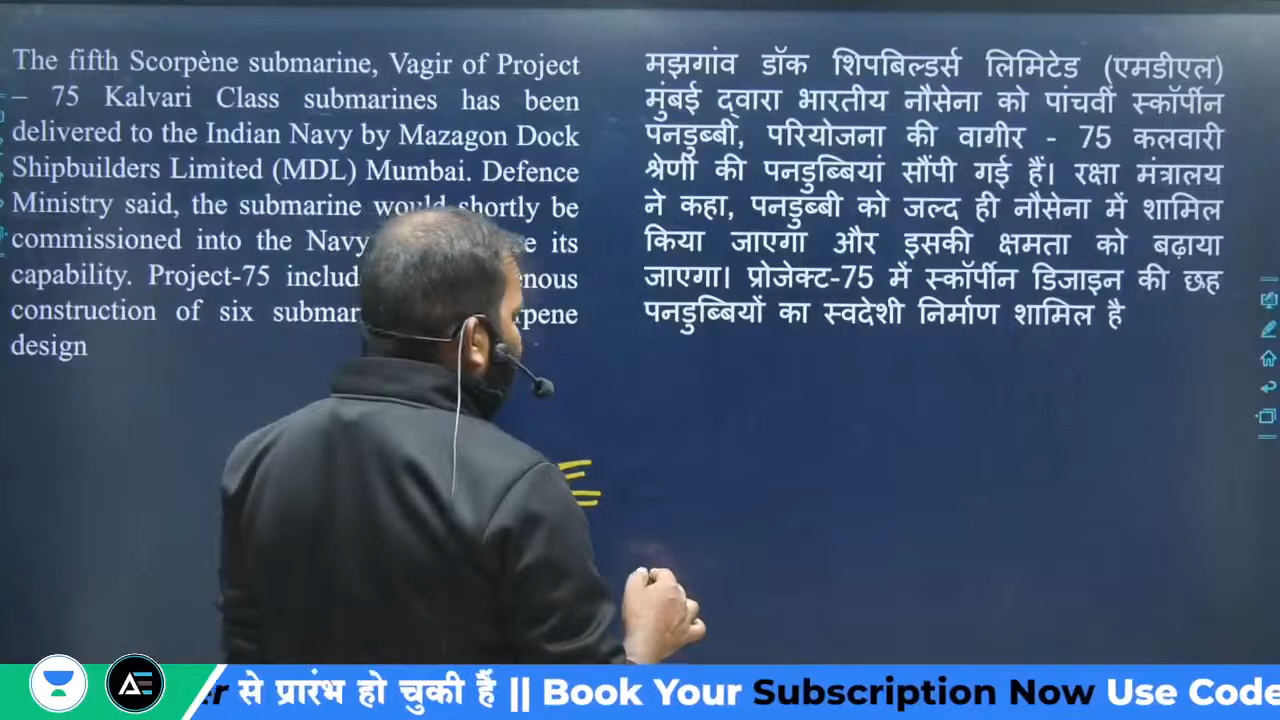 The fifth Scorpène submarine, Vagir of Project
– 75 Kalvari Class submarines has been
delivered to the Indian Navy by Mazagon Dock
Shipbuilders Limited (MDL) Mumbai. Defence
Ministry said, the submarine would shortly be
commissioned into the Navy its
capability. Project-75
construction of six
design
मझगांव डॉक शिपबिल्डर्स लिमिटेड (एमडीएल)
मुंबई द्वारा भारतीय नौसेना को पांचवीं स्कॉर्पीन
पनडुब्बी, परियोजना की वागीर - 75 कलवारी
श्रेणी की पनडुब्बियां सौंपी गई हैं। रक्षा मंत्रालय
ने कहा, पनडुब्बी को जल्द ही नौसेना में शामिल
किया जाएगा और इसकी क्षमता को बढ़ाया
जाएगा। प्रोजेक्ट-75 में स्कॉर्पीन डिजाइन की छह
पनडुब्बियों का स्वदेशी निर्माण शामिल है
से प्रारंभ हो चुकी हैं || Book Your Subscription Now Use Code